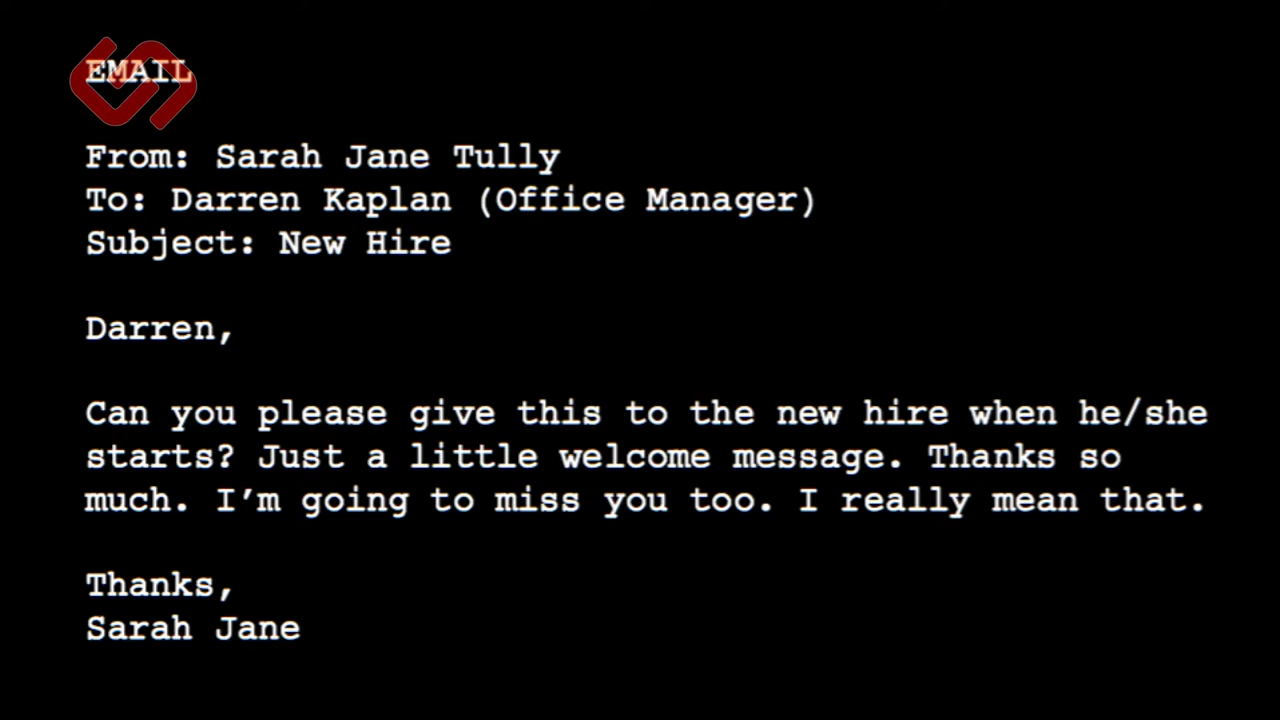 EMAIL
From: Sarah Jane Tully
To: Darren Kaplan (Office Manager)
Subject: New Hire
Darren,
Can you please give this to the new hire when he/she
starts? Just a little welcome message. Thanks so
much. I’m going to miss you too. I really mean that.
Thanks,
Sarah Jane